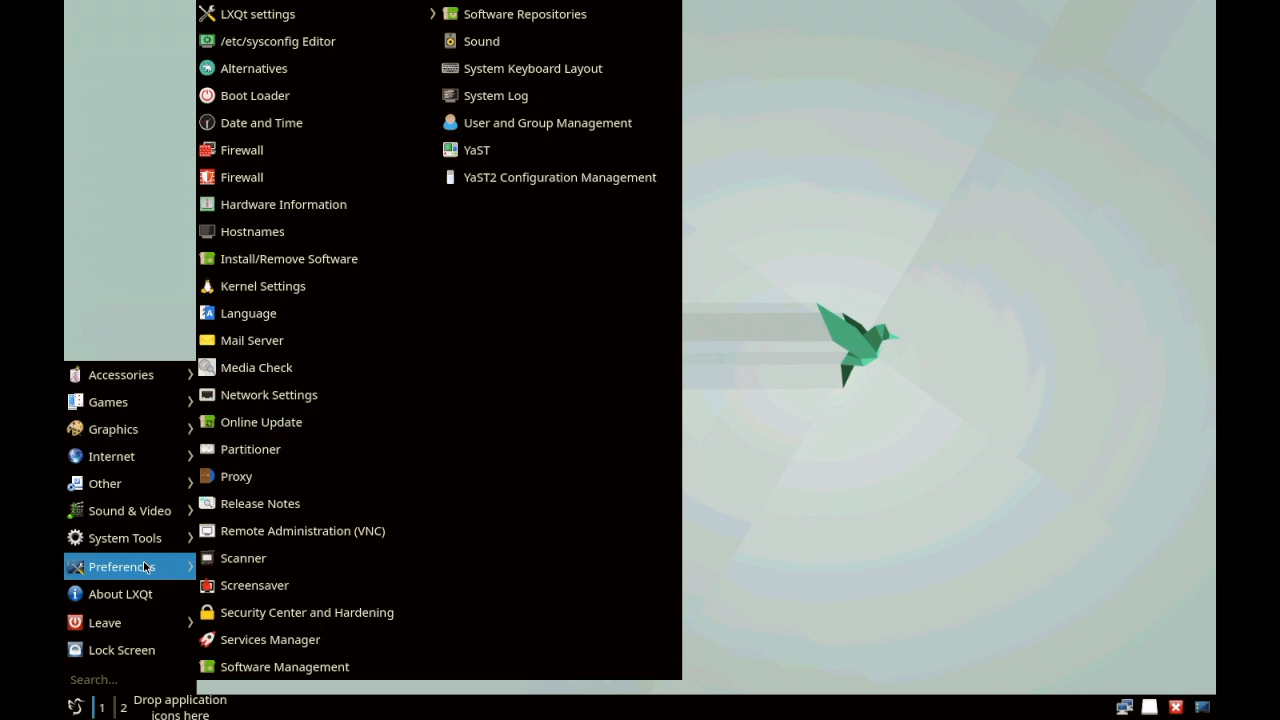 LXQt settings
/etc/sysconfig Editor
Alternatives
Boot Loader
Date and Time
Firewall
Firewall
Hardware Information
Hostnames
Install/Remove Software
Kernel Settings
Language
Mail Server
Media Check
Network Settings
Online Update
Partitioner
Proxy
Release Notes
Remote Administration (VNC)
Scanner
Screensaver
Security Center and Hardening
Services Manager
Software Management
Software Repositories
Sound
System Keyboard Layout
System Log
User and Group Management
YaST
YaST2 Configuration Management
Accessories
Games
Graphics
Internet
Other
Sound & Video
System Tools
Preferences
About LXQt
Leave
Lock Screen
Search...
1
2
Drop application
icons here